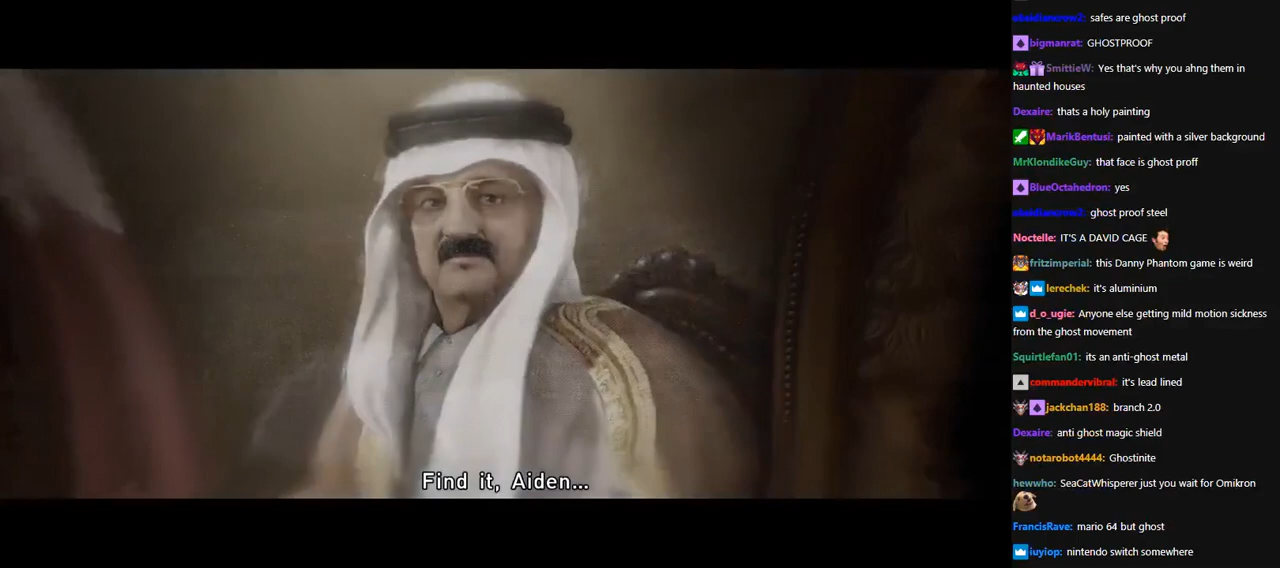 Find it, Aiden...
obsidiancrow2: safes are ghost proof
bigmanrat: GHOSTPROOF
SmittieW: Yes that's why you ahng them in
haunted houses
Dexaire: thats a holy painting
MarikBentusi: painted with a silver background
MrKlondikeGuy: that face is ghost proff
BlueOctahedron: yes
obsidiancrow2: ghost proof steel
Noctelle: IT'S A DAVID CAGE
fritzimperial: this Danny Phantom game is weird
lerechek: it's aluminium
d_o_ugie: Anyone else getting mild motion sickness
from the ghost movement
Squirtlefan01: its an anti-ghost metal
commandervibral: it's lead lined
jackchan188: branch 2.0
Dexaire: anti ghost magic shield
notarobot4444: Ghostinite
hewwho: SeaCatWhisperer just you wait for Omikron
FrancisRave: mario 64 but ghost
iuyiop: nintendo switch somewhere